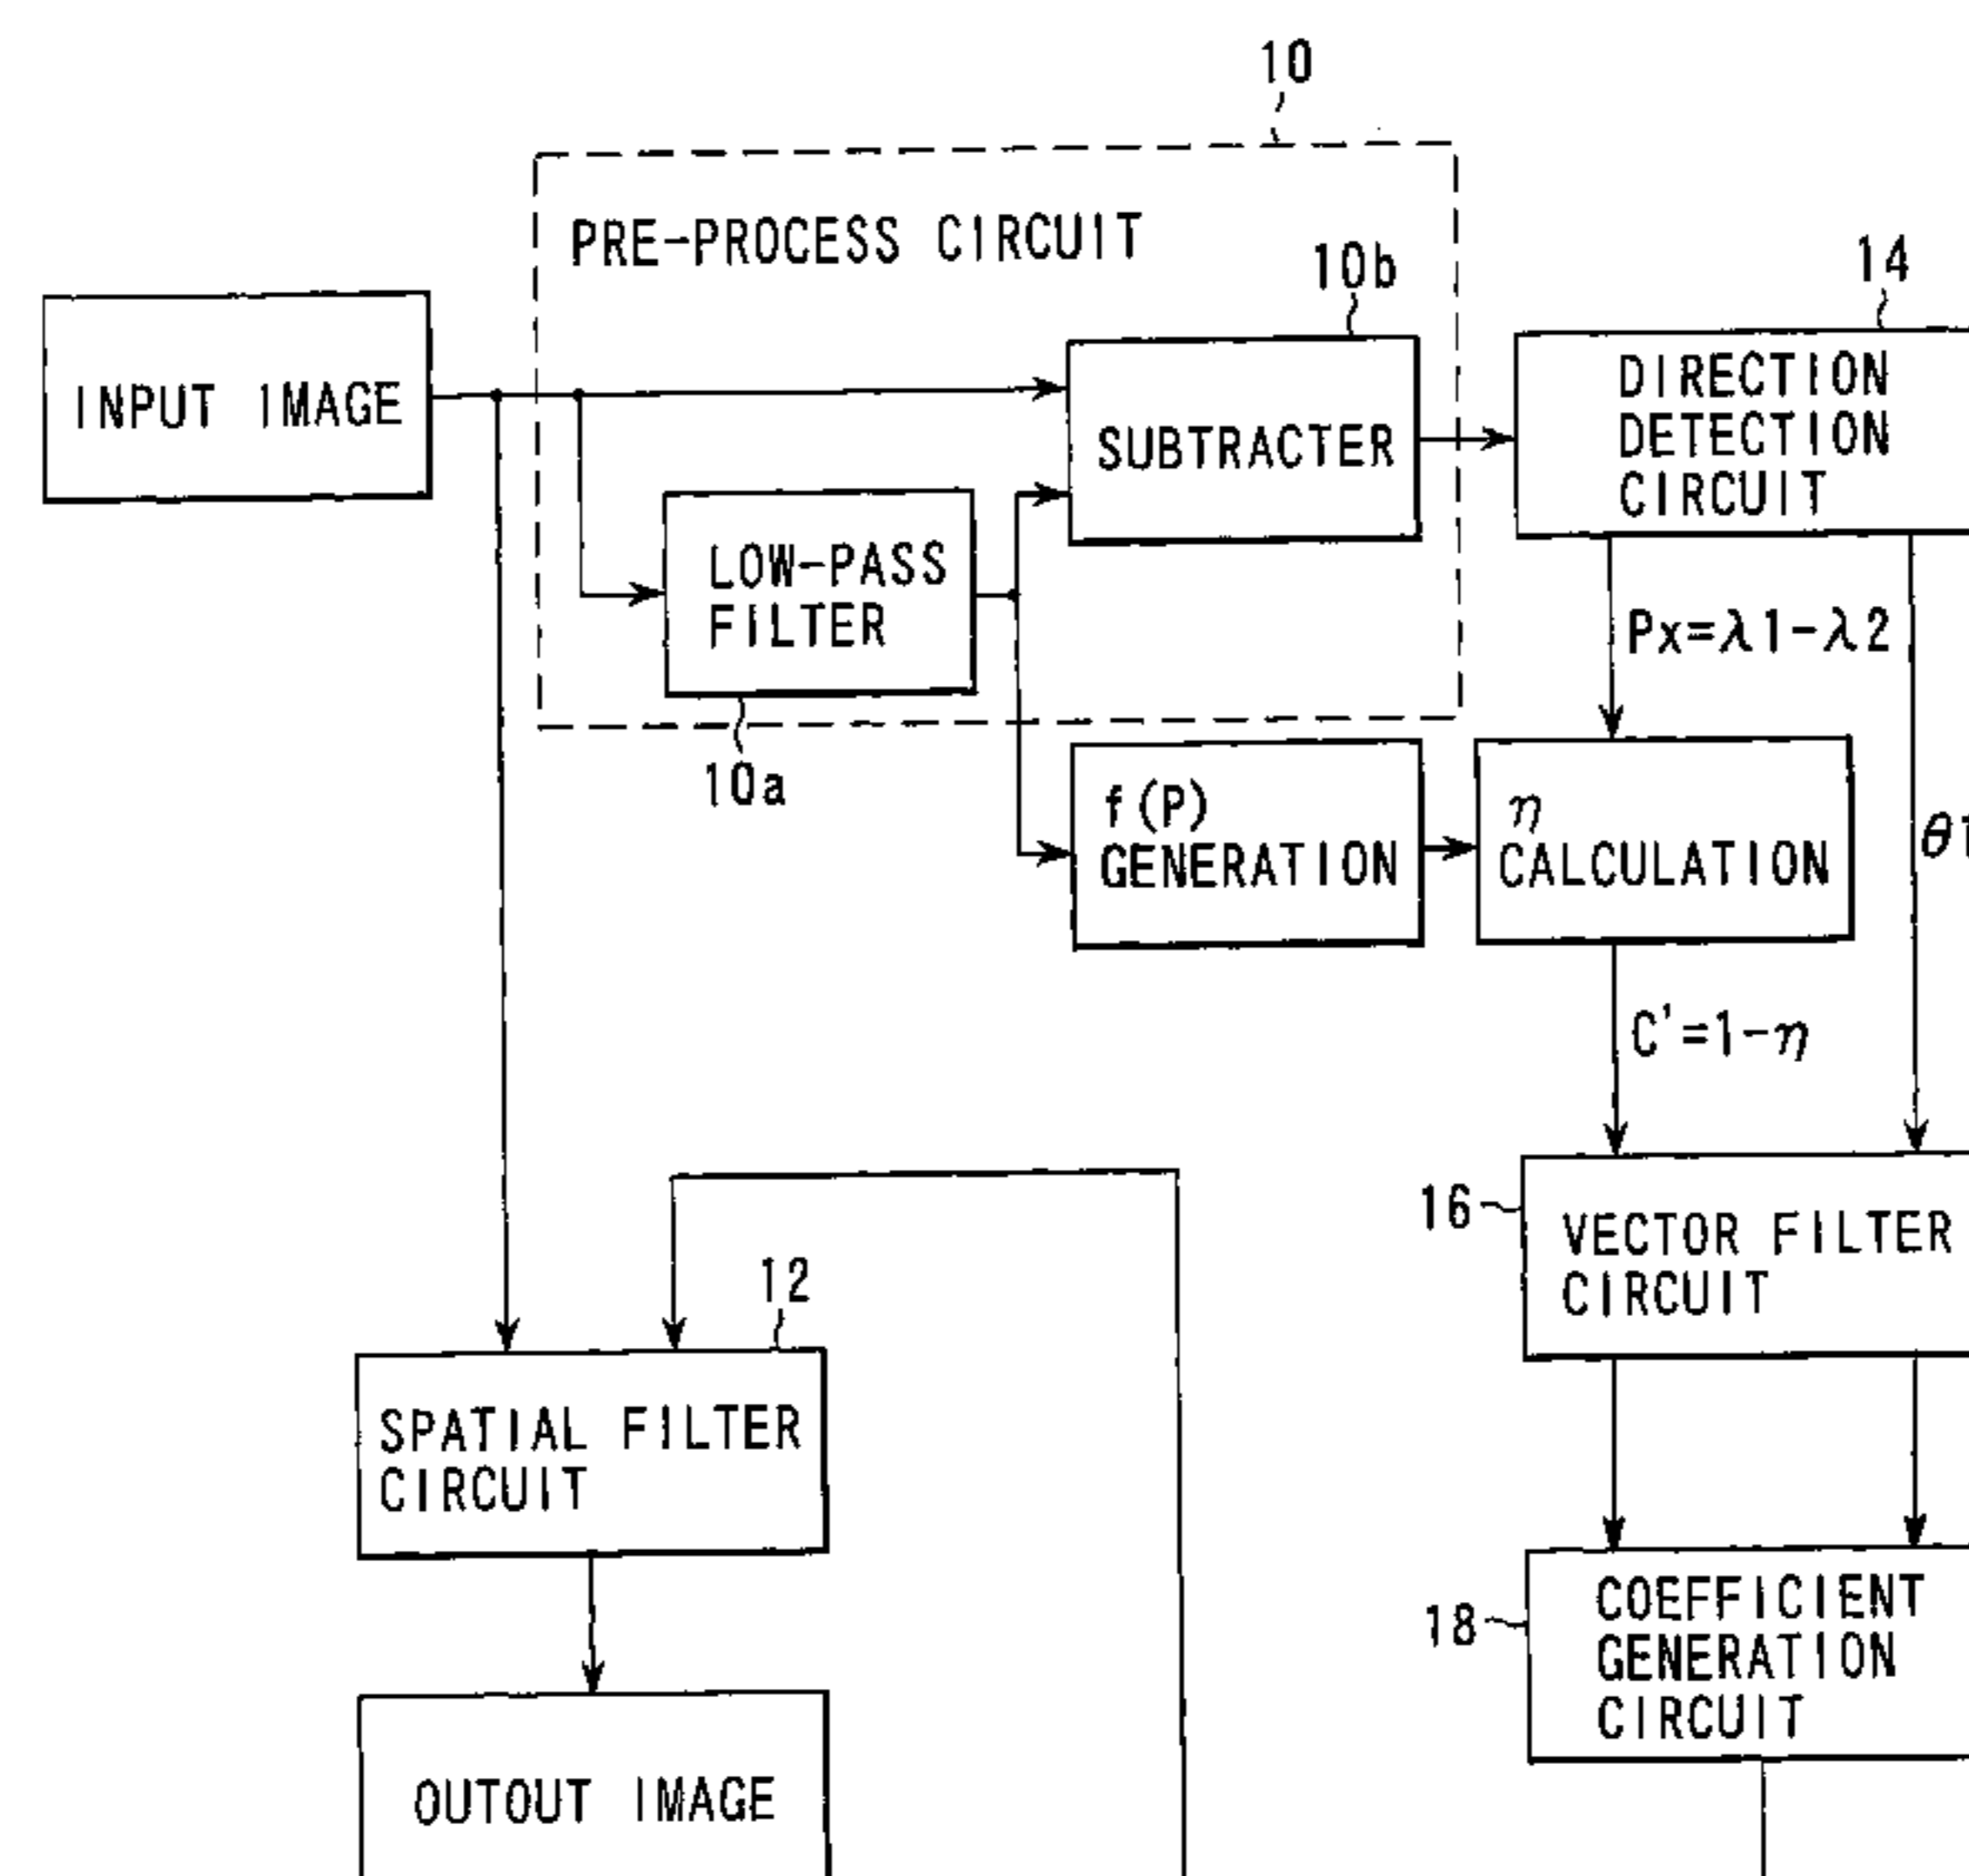 10
PRE-PROCESS CIRCUIT
10b
14
INPUT IMAGE
SUBTRACTER
DIRECTION
DETECTION
CIRCUIT
LOW-PASS
FILTER
10a
Px=λ1-λ2
f(P)
GENERATION
η
CALCULATION
θ1
C'=1-η
16
VECTOR FILTER
CIRCUIT
12
SPATIAL FILTER
CIRCUIT
18
COEFFICIENT
GENERATION
CIRCUIT
OUTOUT IMAGE